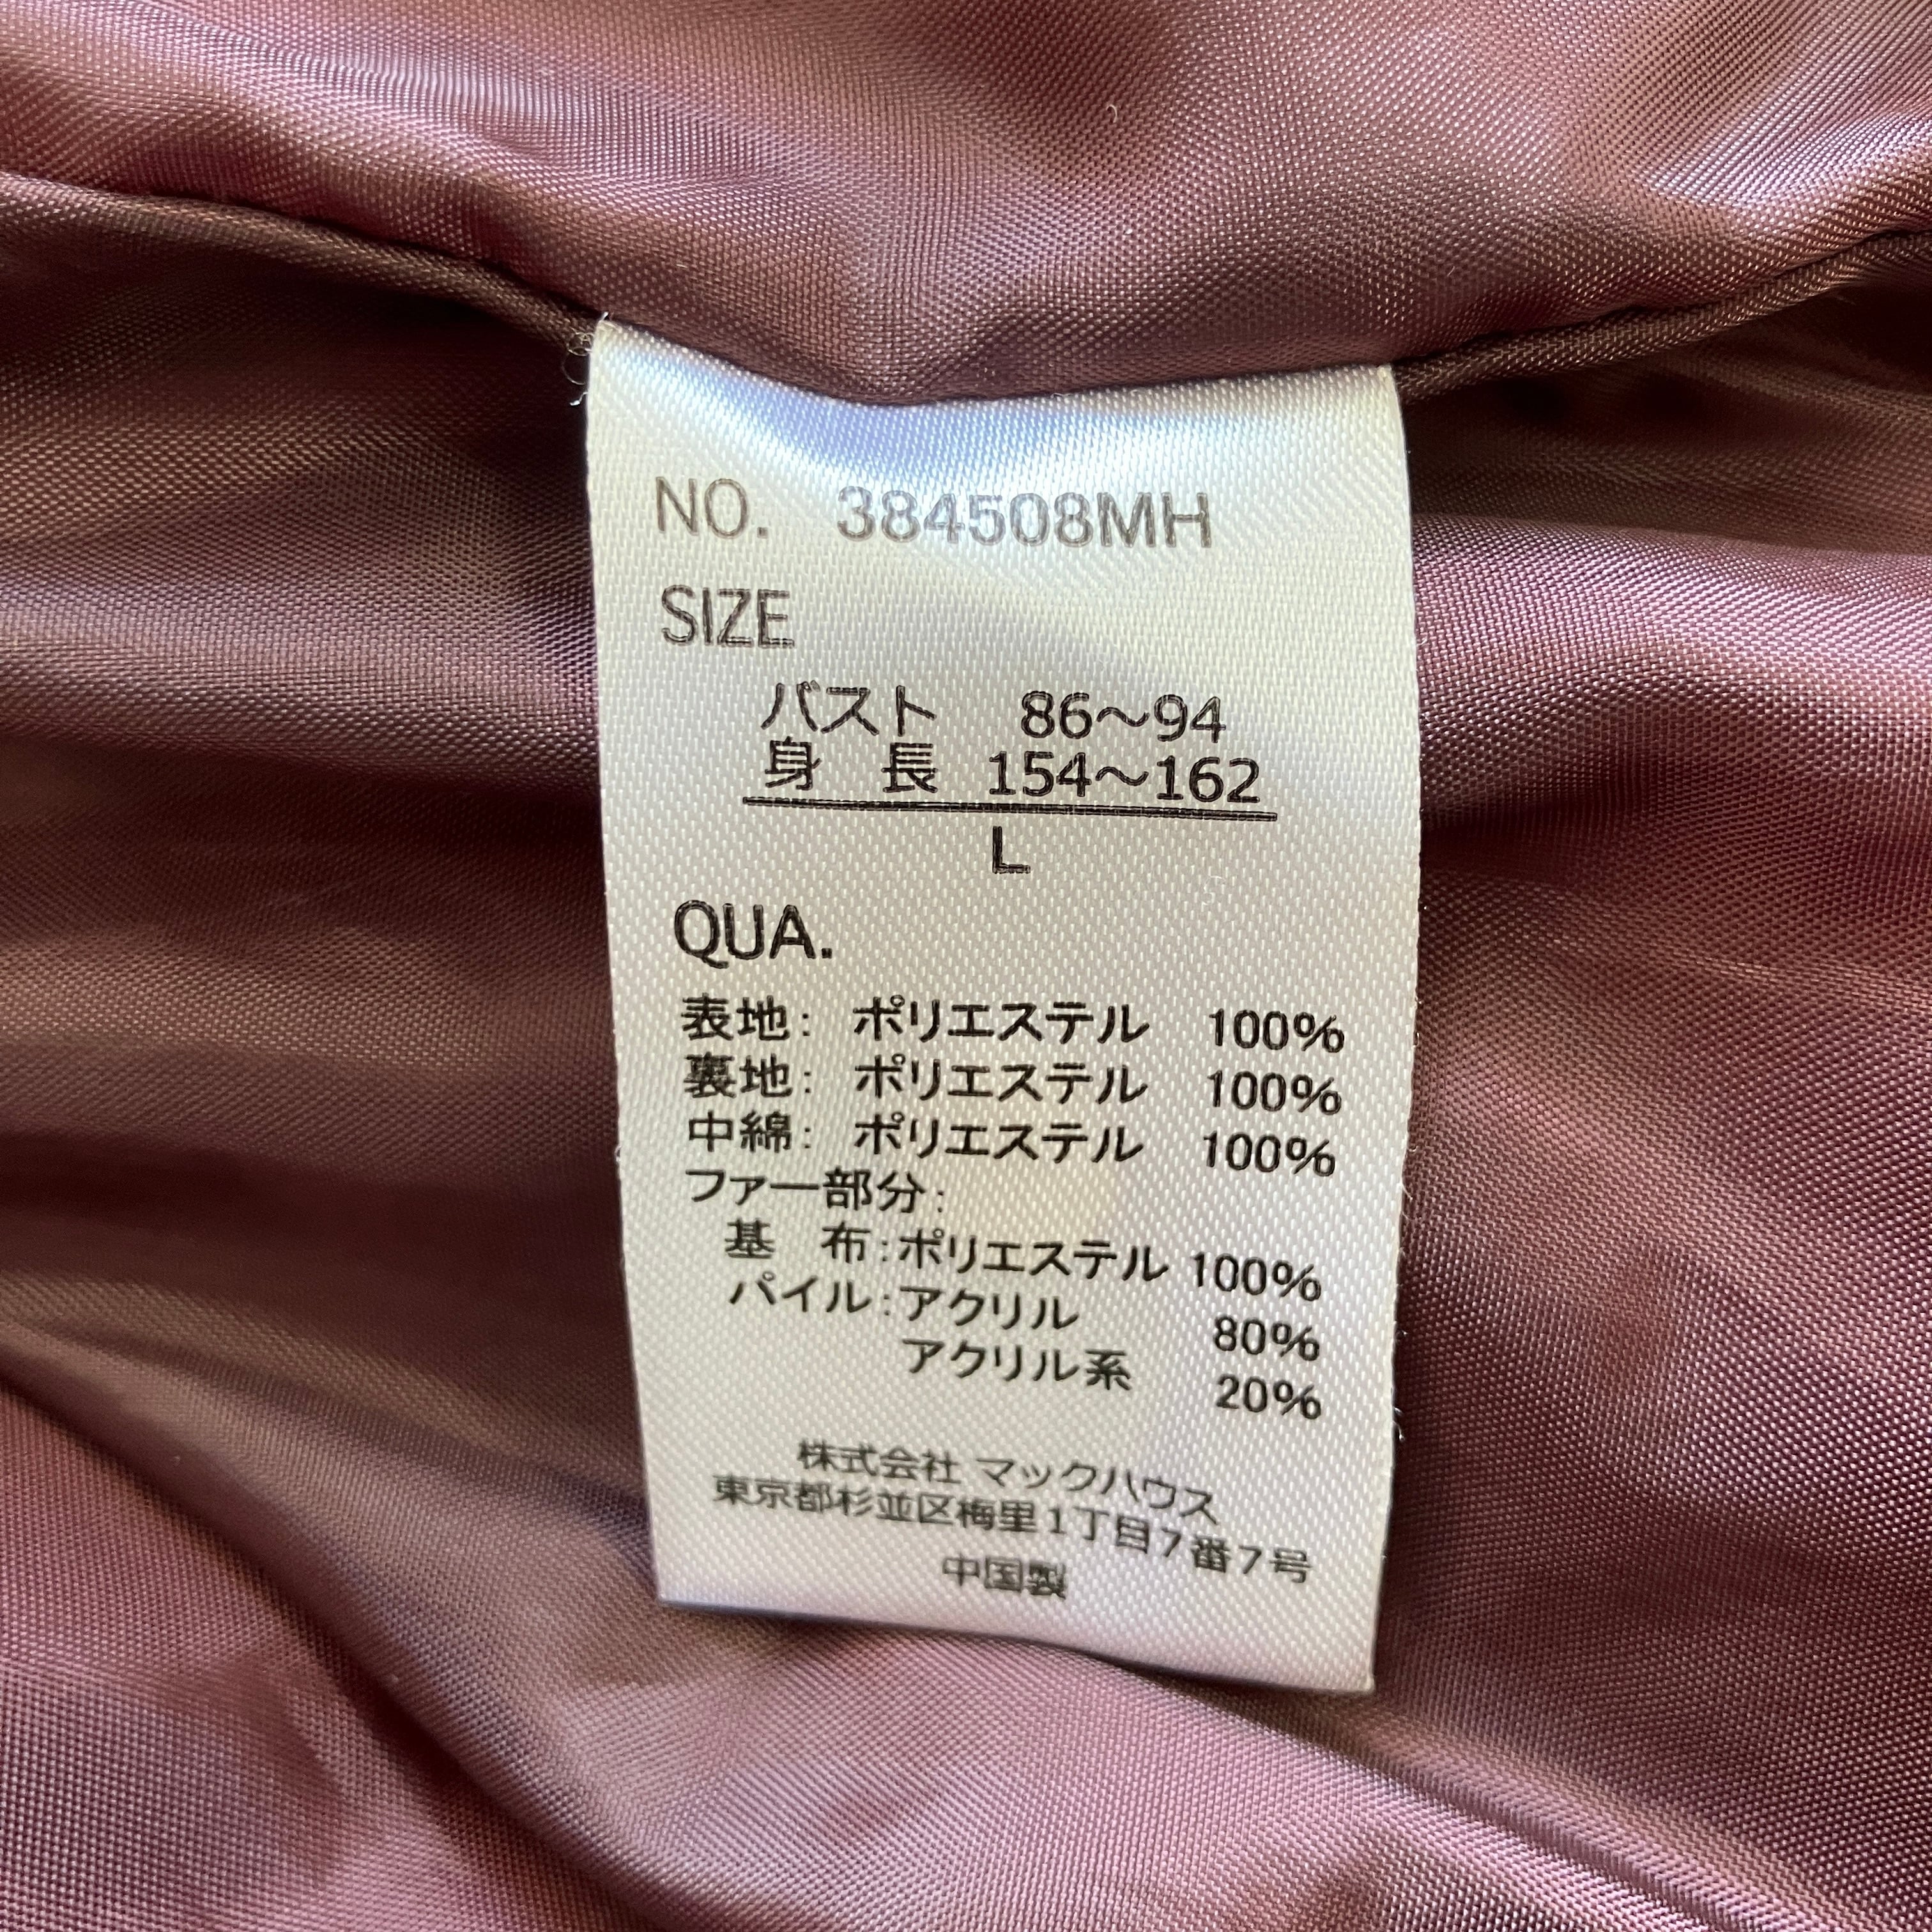 NO. 384508MH
SIZE
バスト 86～94
身 長 154～162
L
QUA.
表地: ポリエステル 100%
裏地: ポリエステル 100%
中綿: ポリエステル 100%
ファー部分:
基 布:ポリエステル 100%
パイル:アクリル 80%
アクリル系 20%
株式会社 マックハウス
東京都杉並区梅里1丁目7番7号
中国製